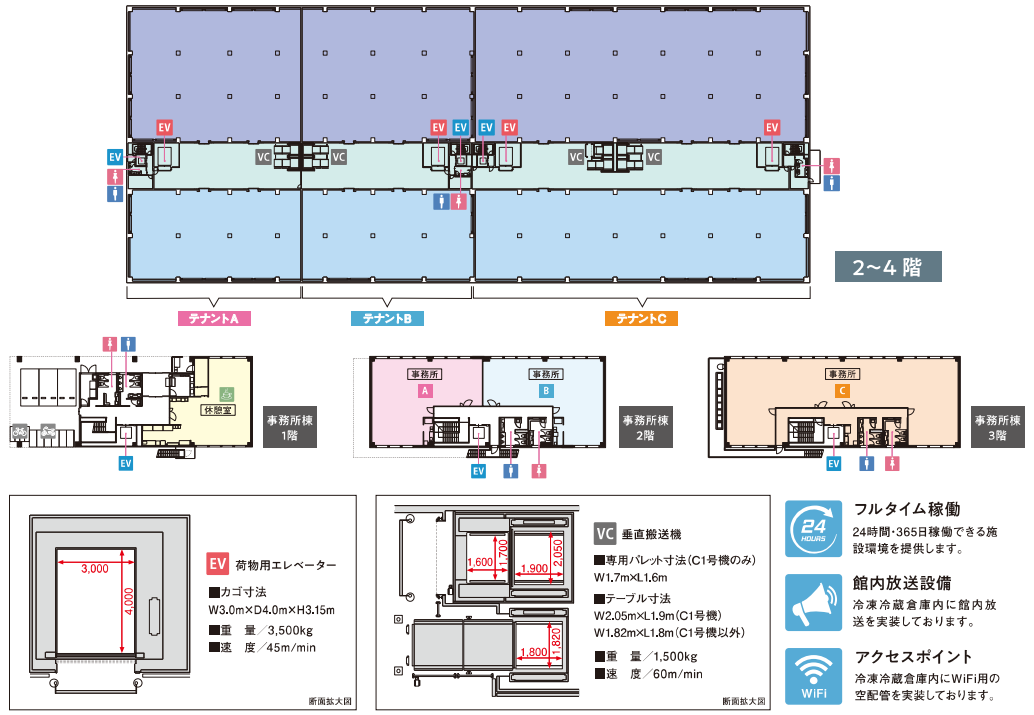 EV
EV
EV
EV
EV
EV
EV
VC
VC
VC
VC
2~4 階
テナントA
テナントB
テナントC
休憩室
EV
事務所棟
1階
事務所
A
事務所
B
EV
事務所棟
2階
事務所
C
EV
事務所棟
3階
3,000
4,000
EV 荷物用エレベーター
■カゴ寸法
W3.0m×D4.0m×H3.15m
■重 量／3,500kg
■速 度／45m/min
断面拡大図
1,600
1,700
1,900
2,050
1,800
1,820
VC 垂直搬送機
■専用パレット寸法(C1号機のみ)
W1.7m×L1.6m
■テーブル寸法
W2.05m×L1.9m(C1号機)
W1.82m×L1.8m(C1号機以外)
■重 量／1,500kg
■速 度／60m/min
断面拡大図
24
HOURS
フルタイム稼働
24時間・365日稼働できる施
設環境を提供します。
館内放送設備
冷凍冷蔵倉庫内に館内放
送を実装しております。
WiFi
アクセスポイント
冷凍冷蔵倉庫内にWiFi用の
空配管を実装しております。